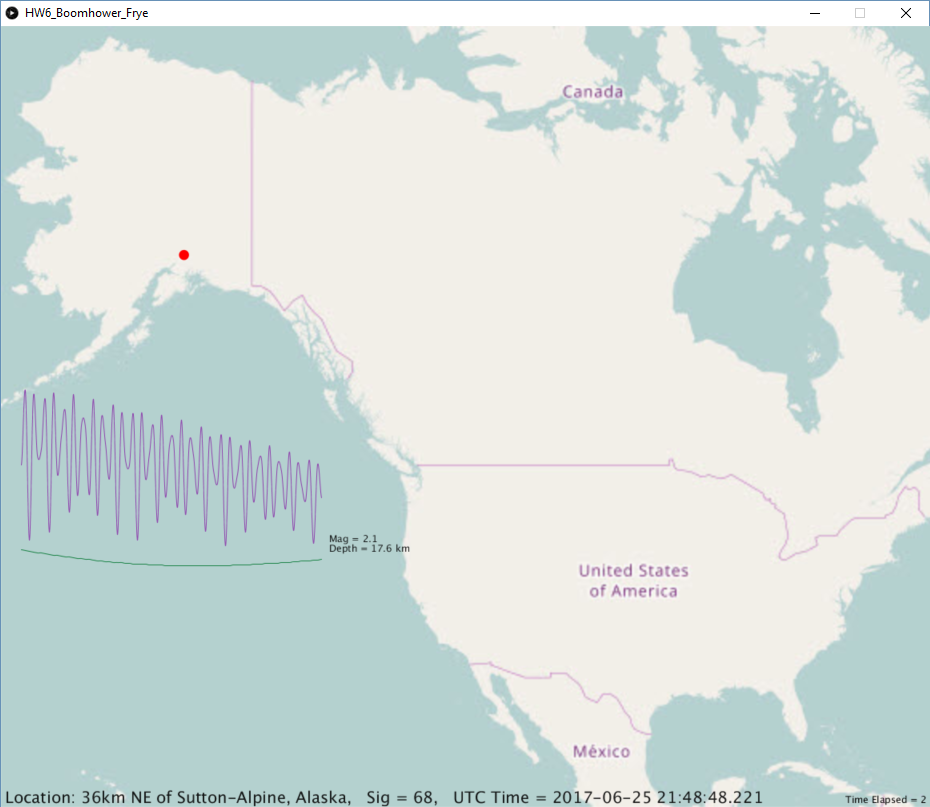 HW6_Boomhower_Frye
Canada
Mag = 2.1
Depth = 17.6 km
United States
of America
México
Location: 36km NE of Sutton-Alpine, Alaska,   Sig = 68,   UTC Time = 2017-06-25 21:48:48.221
Time Elapsed = 2